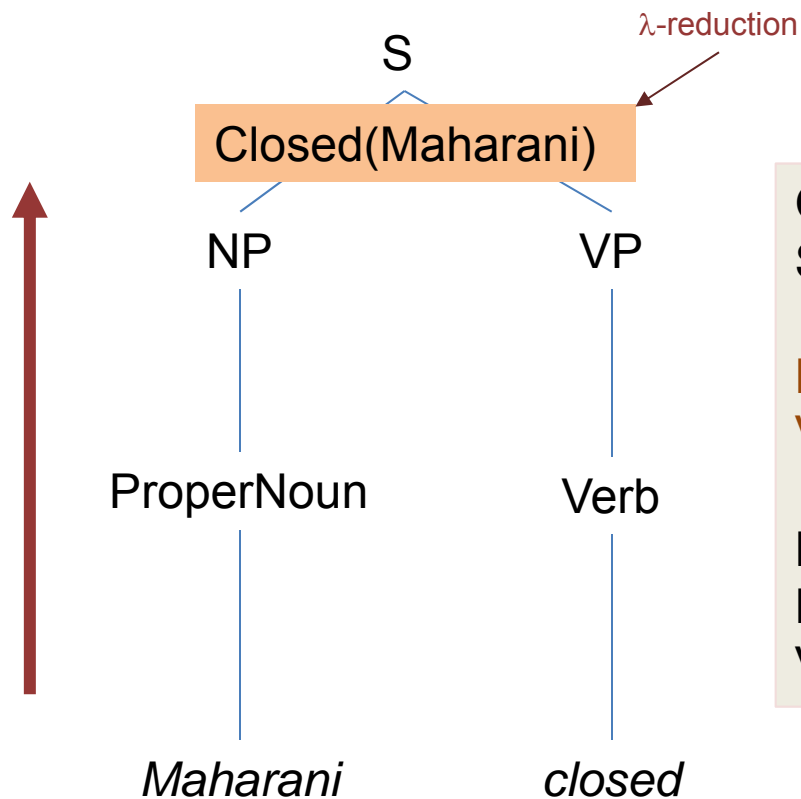 λ-reduction
S
Closed(Maharani)
NP VP
ProperNoun Verb
Maharani closed